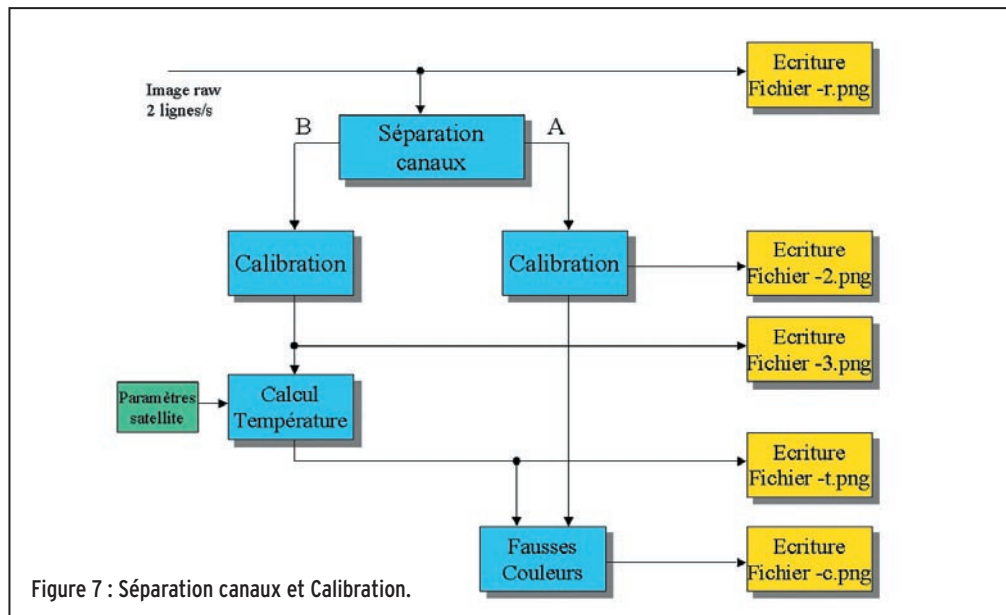 Ecriture
Fichier -r.png
Image raw
2 lignes/s
B
Séparation
canaux
A
Calibration
Calibration
Ecriture
Fichier -2.png
Ecriture
Fichier -3.png
Paramètres
satellite
Calcul
Température
Ecriture
Fichier -t.png
Fausses
Couleurs
Ecriture
Fichier -c.png
Figure 7 : Séparation canaux et Calibration.